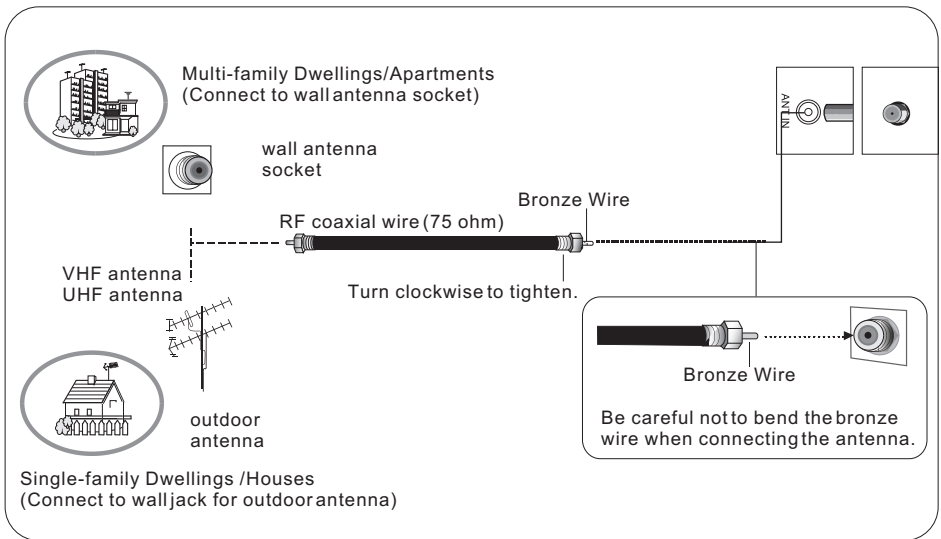 Multi-family Dwellings/Apartments
(Connect to wall antenna socket)
ANT IN
wall antenna
socket
Bronze Wire
RF coaxial wire (75 ohm)
VHF antenna
UHF antenna
Turn clockwise to tighten.
Bronze Wire
Be careful not to bend the bronze
wire when connecting the antenna.
outdoor
antenna
Single-family Dwellings /Houses
(Connect to wall jack for outdoor antenna)